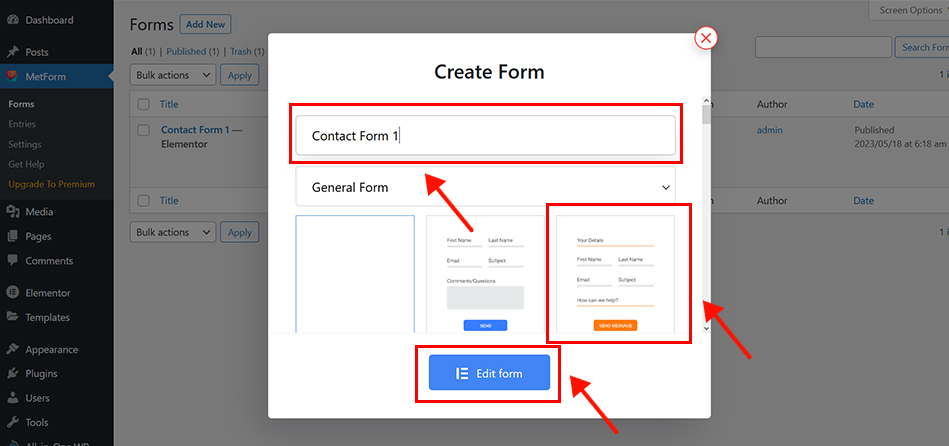 Dashboard
Posts
MetForm
Forms
Entries
Settings
Get Help
Upgrade To Premium
Media
Pages
Comments
Elementor
Templates
Appearance
Plugins
Users
Tools
All-in-One WP
Forms Add New
Screen Options
All (1) | Published (1) | Trash (1)
Search Form
Bulk actions Apply
Title
Author Date
Contact Form 1 —
Elementor
admin
Published
2023/05/18 at 6:18 am
Title
Author Date
Bulk actions Apply
Create Form
Contact Form 1
General Form
First Name Last Name
Email Subject
Comments/Questions
SEND
Your Details
First Name Last Name
Email Subject
How can we help?
SEND MESSAGE
Edit form